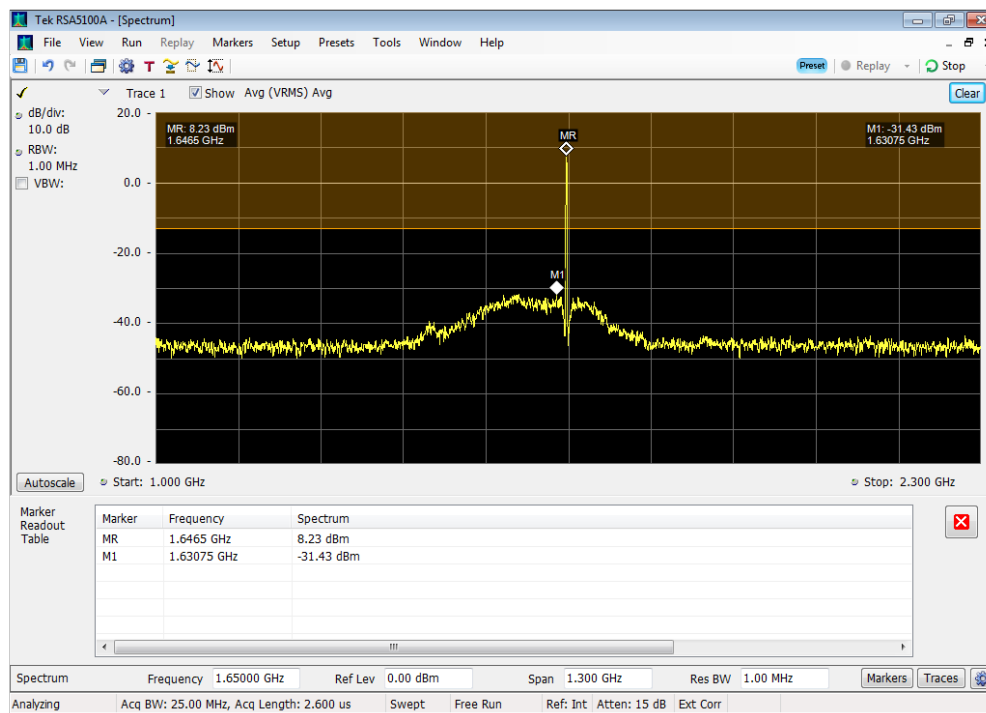 Tek RSA5100A - [Spectrum]
File View Run Replay Markers Setup Presets Tools Window Help
T Preset Replay Stop
Trace 1 Show Avg (VRMS) Avg Clear
dB/div:
10.0 dB
RBW:
1.00 MHz
VBW:
20.0
0.0
-20.0
-40.0
-60.0
-80.0
MR: 8.23 dBm
1.6465 GHz
MR
M1: -31.43 dBm
1.63075 GHz
M1
Autoscale Start: 1.000 GHz Stop: 2.300 GHz
Marker
Readout
Table
Marker Frequency Spectrum
MR 1.6465 GHz 8.23 dBm
M1 1.63075 GHz -31.43 dBm
Spectrum Frequency 1.65000 GHz Ref Lev 0.00 dBm Span 1.300 GHz Res BW 1.00 MHz Markers Traces
Analyzing Acq BW: 25.00 MHz, Acq Length: 2.600 us Swept Free Run Ref: Int Atten: 15 dB Ext Corr